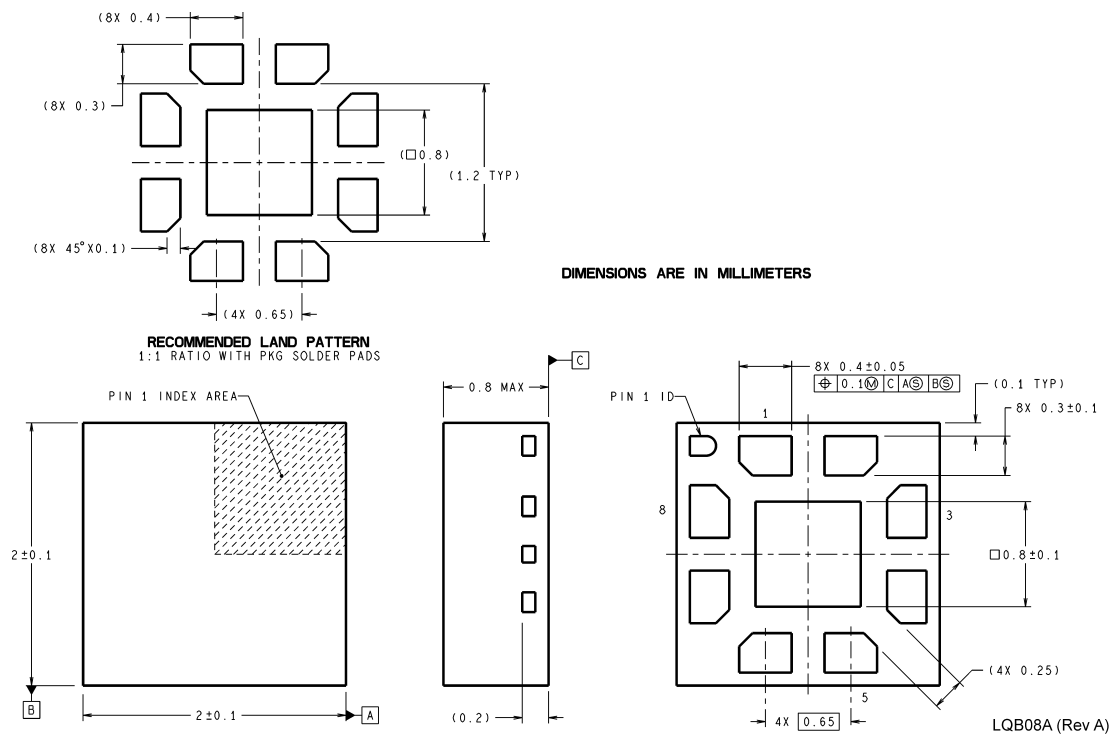 (8X 0.4)
(8X 0.3)
(□0.8)
(1.2 TYP)
(8X 45°X0.1)
(4X 0.65)
DIMENSIONS ARE IN MILLIMETERS
RECOMMENDED LAND PATTERN
1:1 RATIO WITH PKG SOLDER PADS
C
0.8 MAX
8X 0.4±0.05
⌖ 0.1Ⓜ C AⓈ BⓈ
(0.1 TYP)
PIN 1 INDEX AREA
PIN 1 ID
8X 0.3±0.1
1
8
3
2±0.1
□0.8±0.1
(4X 0.25)
5
B
2±0.1
A
(0.2)
4X 0.65
LQB08A (Rev A)